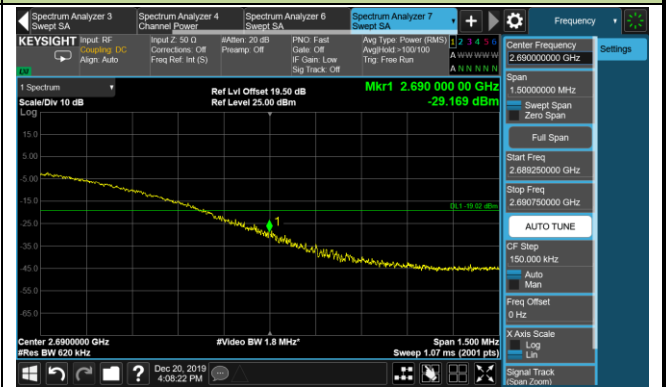 Spectrum Analyzer 3
Swept SA
Spectrum Analyzer 4
Channel Power
Spectrum Analyzer 6
Swept SA
Spectrum Analyzer 7
Swept SA
Frequency
KEYSIGHT
Input: RF
Coupling: DC
Align: Auto
Input Z: 50 Ω
Corrections: Off
Freq Ref: Int (S)
#Atten: 20 dB
Preamp: Off
PNO: Fast
Gate: Off
IF Gain: Low
Sig Track: Off
Avg Type: Power (RMS)
Avg|Hold: >100/100
Trig: Free Run
1 2 3 4 5 6
A W W W W W
A N N N N N
Center Frequency
2.690000000 GHz
Settings
Span
1.50000000 MHz
Swept Span
Zero Span
Full Span
Start Freq
2.689250000 GHz
Stop Freq
2.690750000 GHz
AUTO TUNE
CF Step
150.000 kHz
Auto
Man
Freq Offset
0 Hz
X Axis Scale
Log
Lin
Signal Track
(Span Zoom)
1 Spectrum
Scale/Div 10 dB
Log
Ref Lvl Offset 19.50 dB
Ref Level 25.00 dBm
Mkr1 2.690 000 00 GHz
-29.169 dBm
15.0
5.00
-5.00
-15.0
-25.0
-35.0
-45.0
-55.0
-65.0
DL1 -19.02 dBm
1
Center 2.6900000 GHz
#Res BW 620 kHz
#Video BW 1.8 MHz*
Span 1.500 MHz
Sweep 1.07 ms (2001 pts)
?
Dec 20, 2019
4:08:22 PM